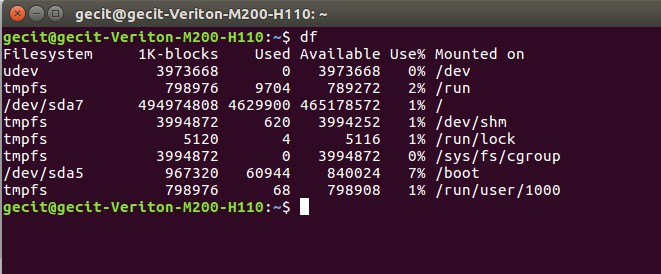 gecit@gecit-Veriton-M200-H110: ~
gecit@gecit-Veriton-M200-H110:~$ df
Filesystem     1K-blocks    Used Available Use% Mounted on
udev             3973668       0   3973668   0% /dev
tmpfs             798976    9704    789272   2% /run
/dev/sda7      494974808 4629900 465178572   1% /
tmpfs            3994872     620   3994252   1% /dev/shm
tmpfs               5120       4      5116   1% /run/lock
tmpfs            3994872       0   3994872   0% /sys/fs/cgroup
/dev/sda5         967320   60944    840024   7% /boot
tmpfs             798976      68    798908   1% /run/user/1000
gecit@gecit-Veriton-M200-H110:~$